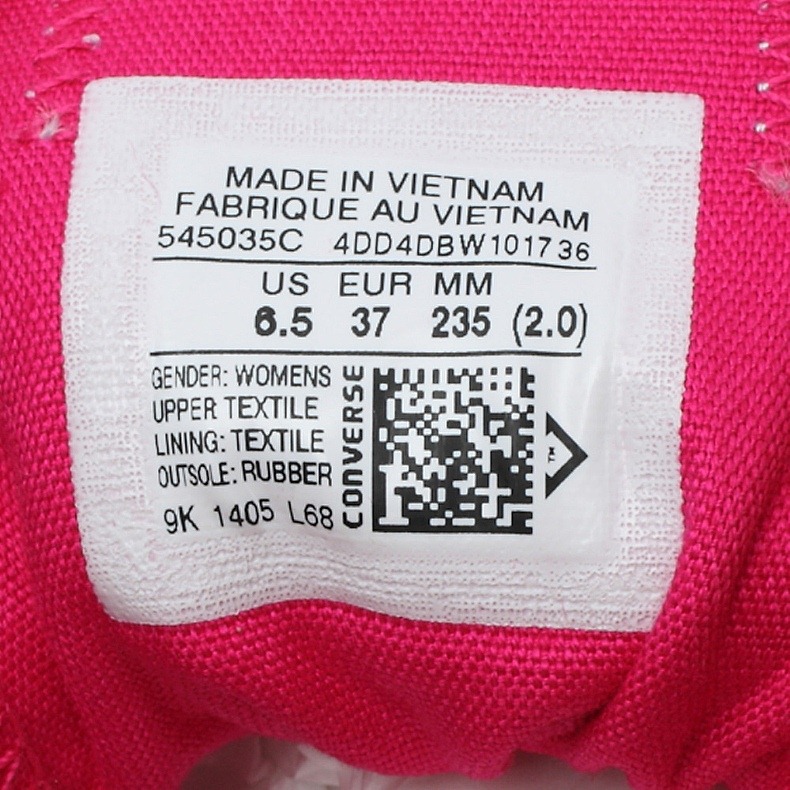 MADE IN VIETNAM
FABRIQUE AU VIETNAM
545035C 4DD4DBW101736
US EUR MM
6.5 37 235 (2.0)
GENDER: WOMENS
UPPER TEXTILE
LINING: TEXTILE
OUTSOLE: RUBBER
9K 1405 L68
CONVERSE
TM